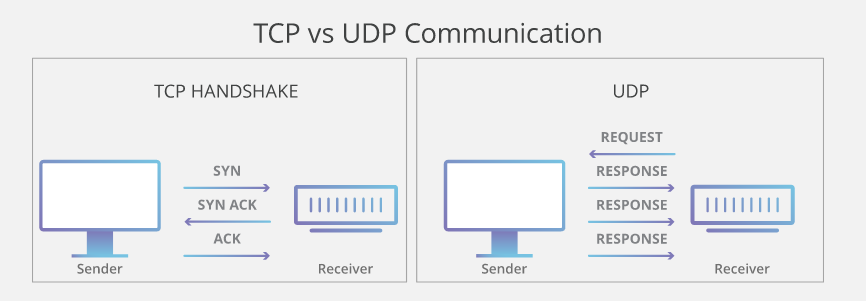 TCP vs UDP Communication
TCP HANDSHAKE
SYN
SYN ACK
ACK
Sender
Receiver
UDP
REQUEST
RESPONSE
RESPONSE
RESPONSE
Sender
Receiver